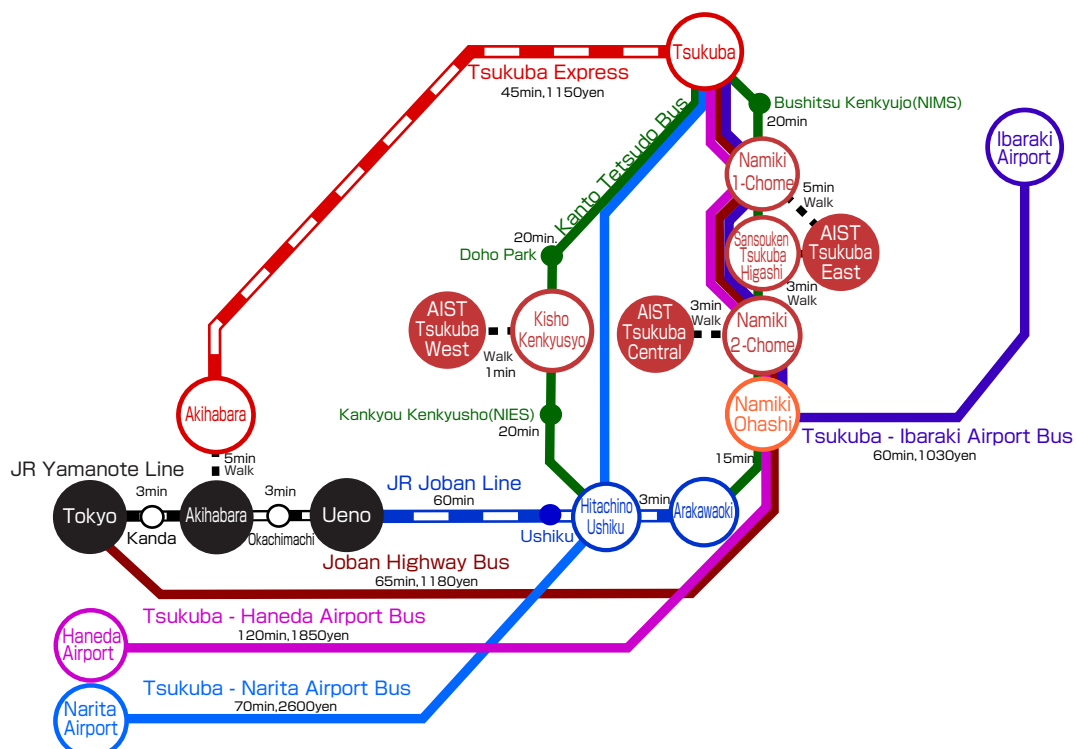 Tsukuba
Tsukuba Express
45min,1150yen
Bushitsu Kenkyujo(NIMS)
20min
Kanto Tetsudo Bus
Ibaraki
Airport
Namiki
1-Chome
5min
Walk
20min.
Doho Park
Sansouken
Tsukuba
Higashi
AIST
Tsukuba
East
3min
Walk
AIST
Tsukuba
West
Walk
1min
Kisho
Kenkyusyo
AIST
Tsukuba
Central
3min
Walk
Namiki
2-Chome
Akihabara
Kankyou Kenkyusho(NIES)
20min
Namiki
Ohashi
Tsukuba - Ibaraki Airport Bus
60min,1030yen
5min
Walk
15min
JR Yamanote Line
3min
3min
JR Joban Line
60min
3min
Tokyo
Kanda
Akihabara
Okachimachi
Ueno
Ushiku
Hitachino
Ushiku
Arakawaoki
Joban Highway Bus
65min,1180yen
Haneda
Airport
Tsukuba - Haneda Airport Bus
120min,1850yen
Narita
Airport
Tsukuba - Narita Airport Bus
70min,2600yen